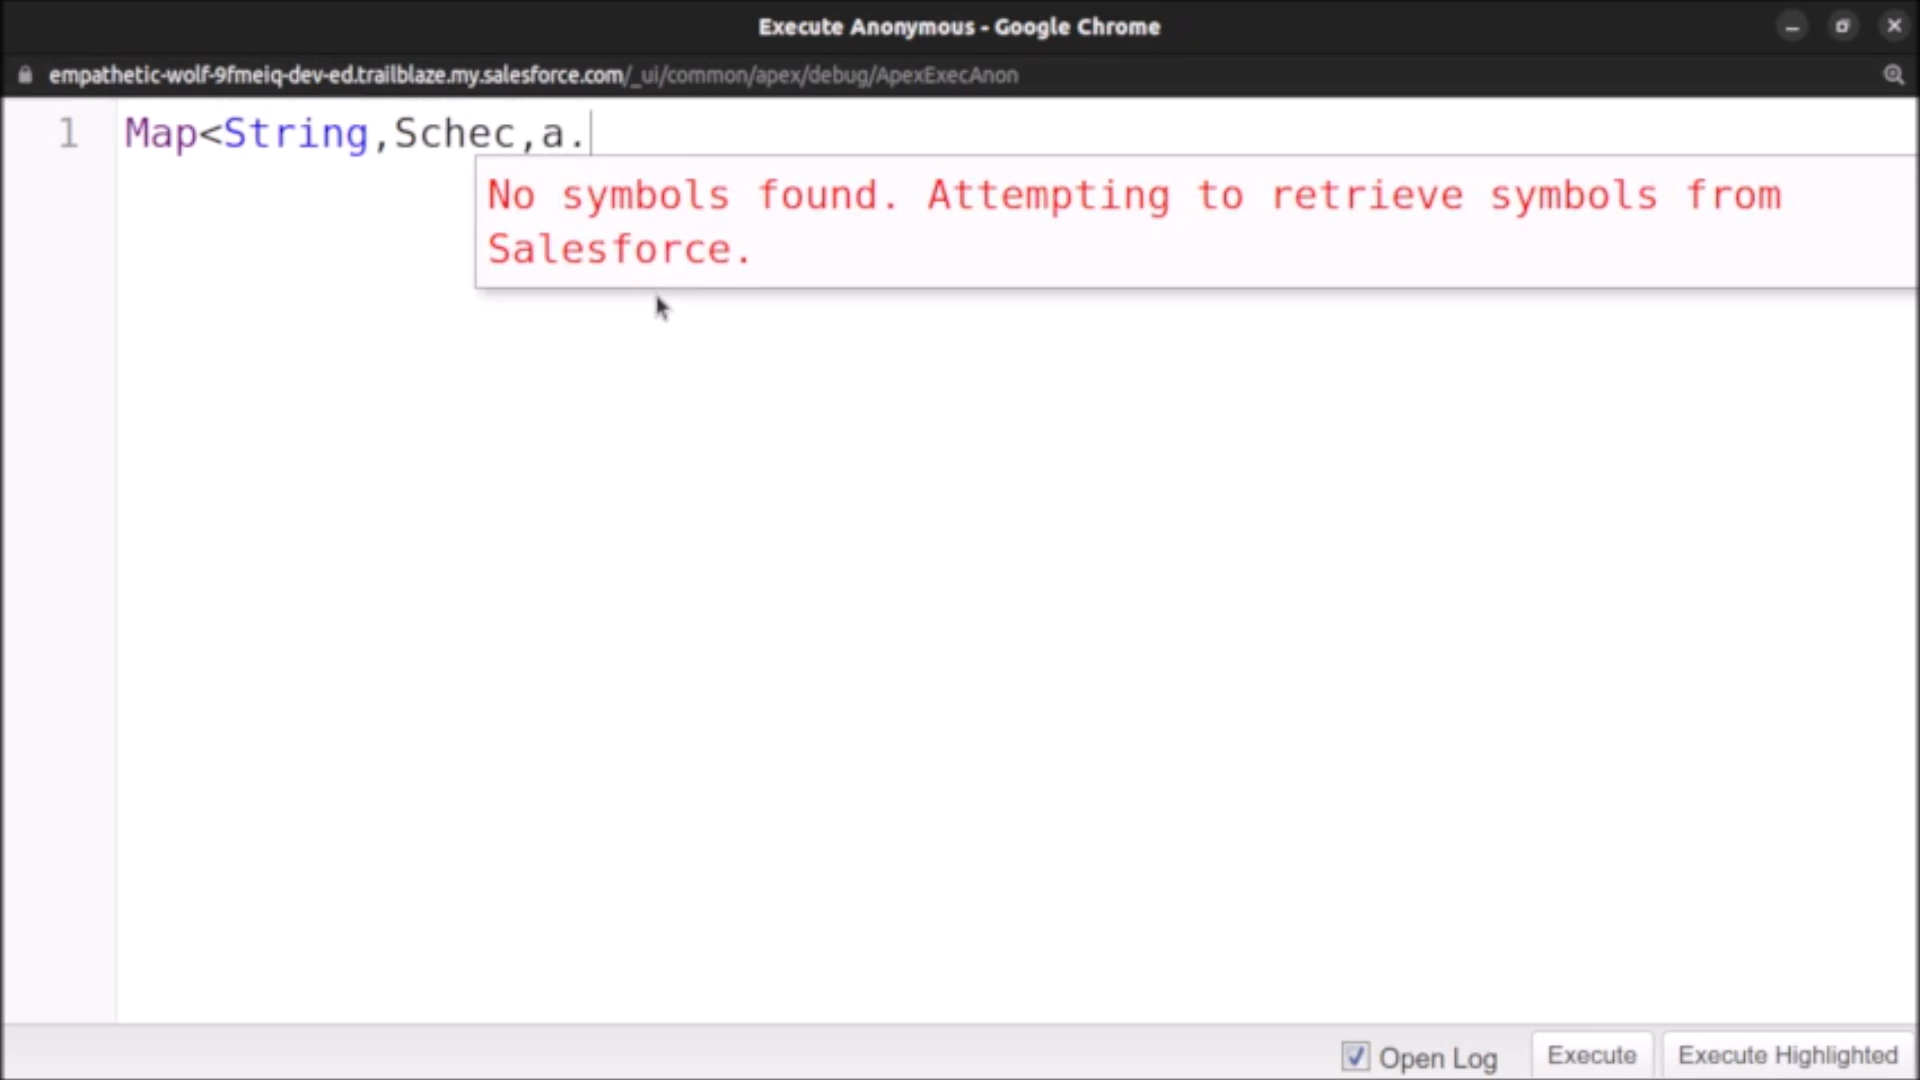 Execute Anonymous - Google Chrome
empathetic-wolf-9fmeiq-dev-ed.trailblaze.my.salesforce.com/_ui/common/apex/debug/ApexExecAnon
1 Map<String,Schec,a.
No symbols found. Attempting to retrieve symbols from
Salesforce.
Open Log Execute Execute Highlighted